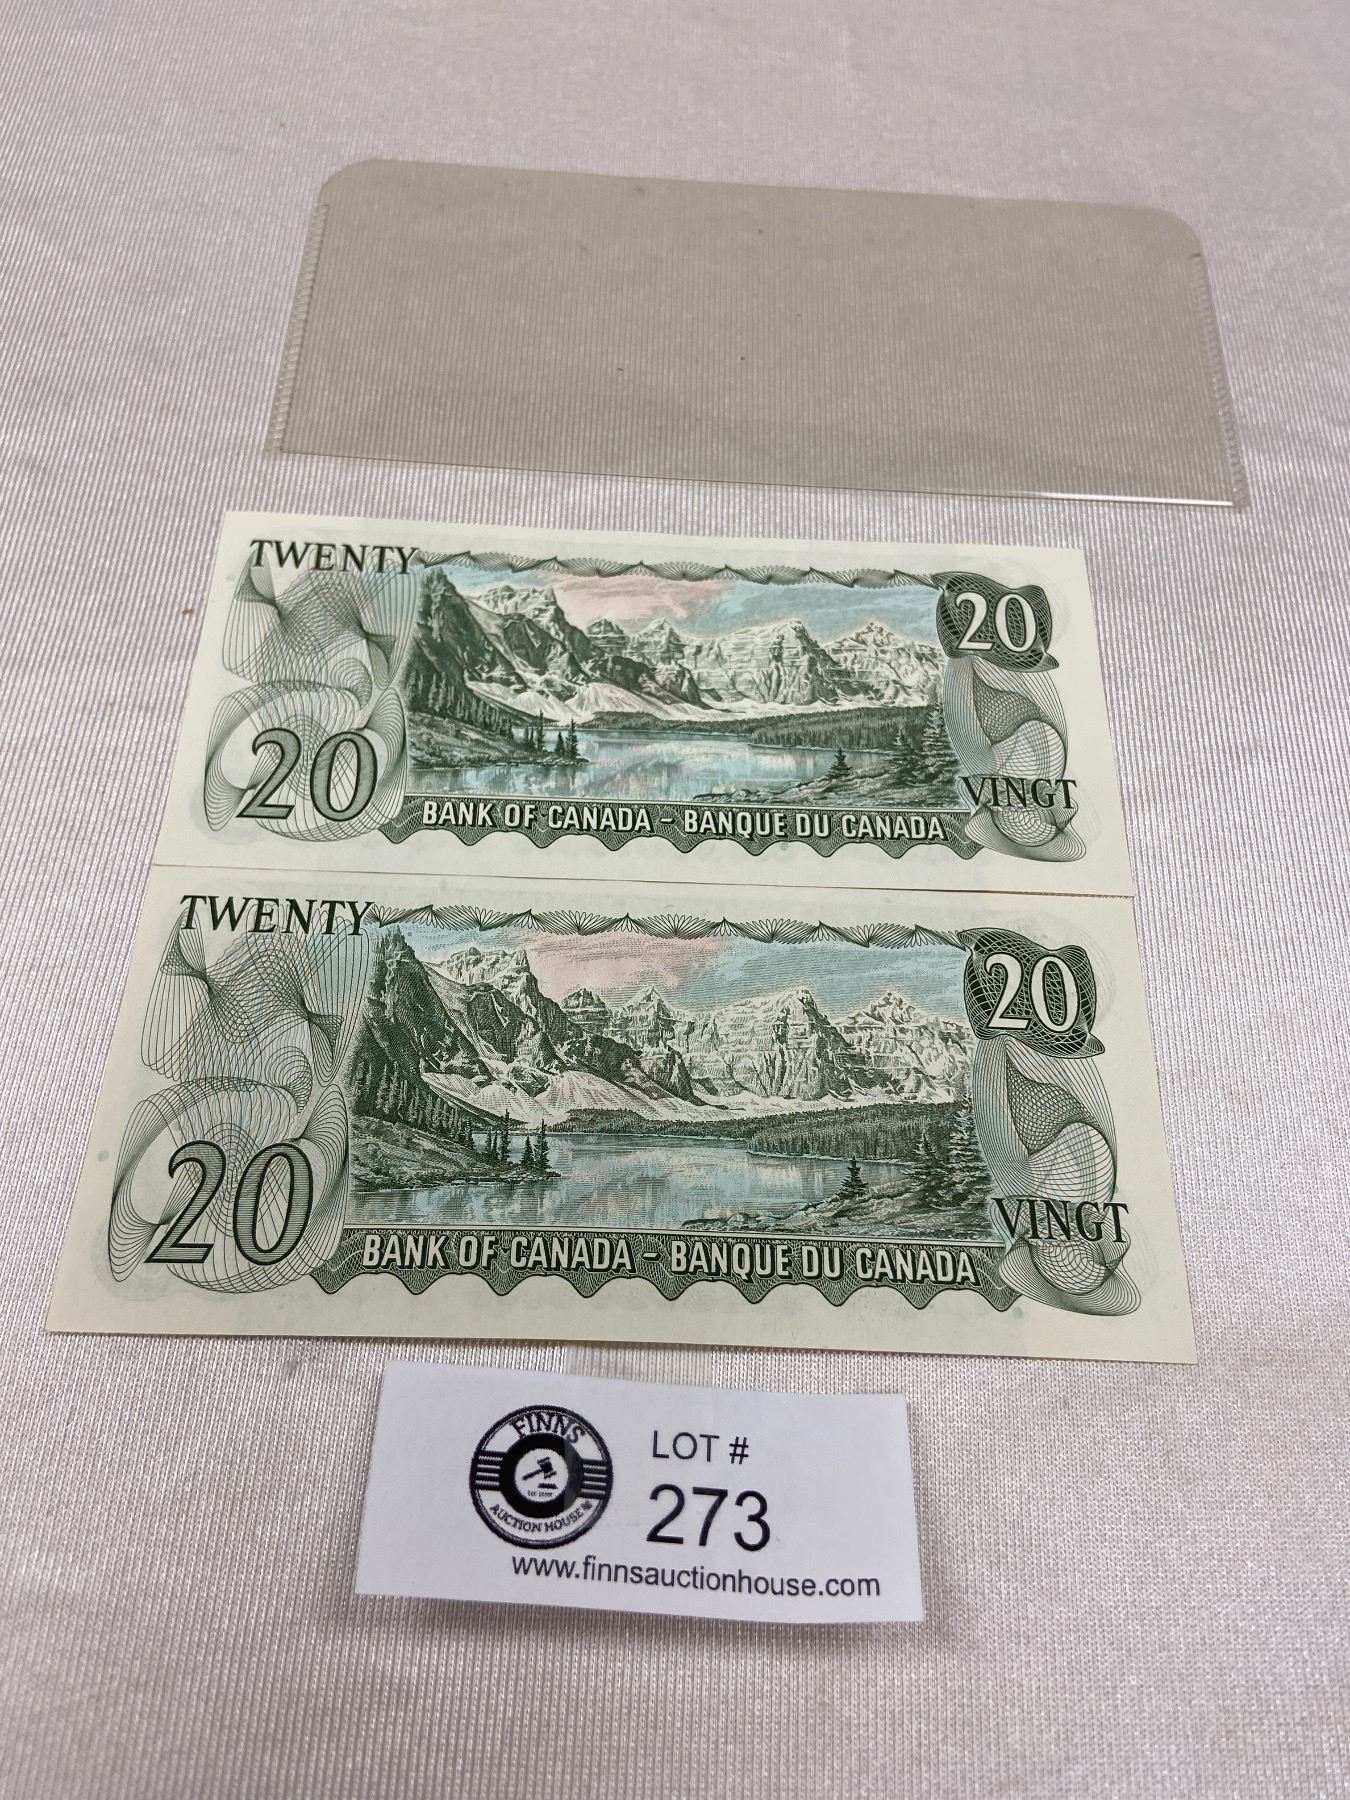 TWENTY
20
20
VINGT
BANK OF CANADA - BANQUE DU CANADA
TWENTY
20
20
VINGT
BANK OF CANADA - BANQUE DU CANADA
FINNS
AUCTION HOUSE
LOT #
273
www.finnsauctionhouse.com